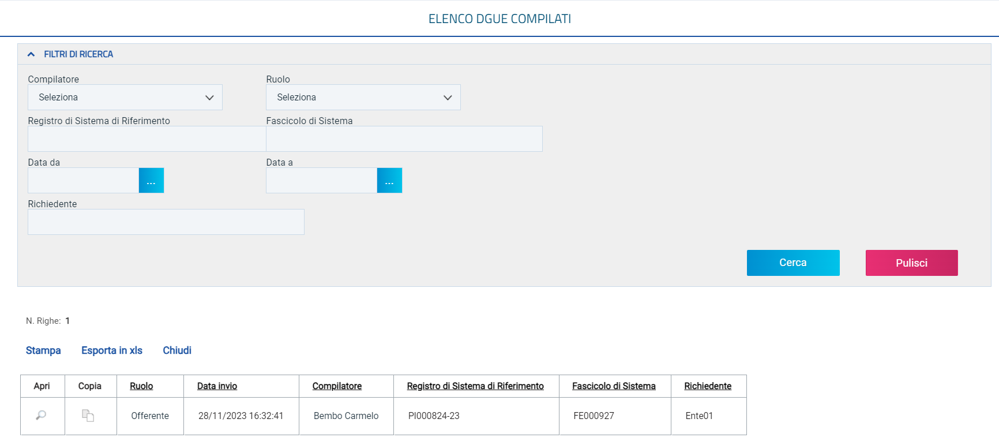 ELENCO DGUE COMPILATI
FILTRI DI RICERCA
Compilatore Ruolo
Seleziona Seleziona
Registro di Sistema di Riferimento Fascicolo di Sistema
Data da Data a
... ...
Richiedente
Cerca Pulisci
N. Righe: 1
Stampa Esporta in xls Chiudi
Apri Copia Ruolo Data invio Compilatore Registro di Sistema di Riferimento Fascicolo di Sistema Richiedente
Offerente 28/11/2023 16:32:41 Bembo Carmelo PI000824-23 FE000927 Ente01